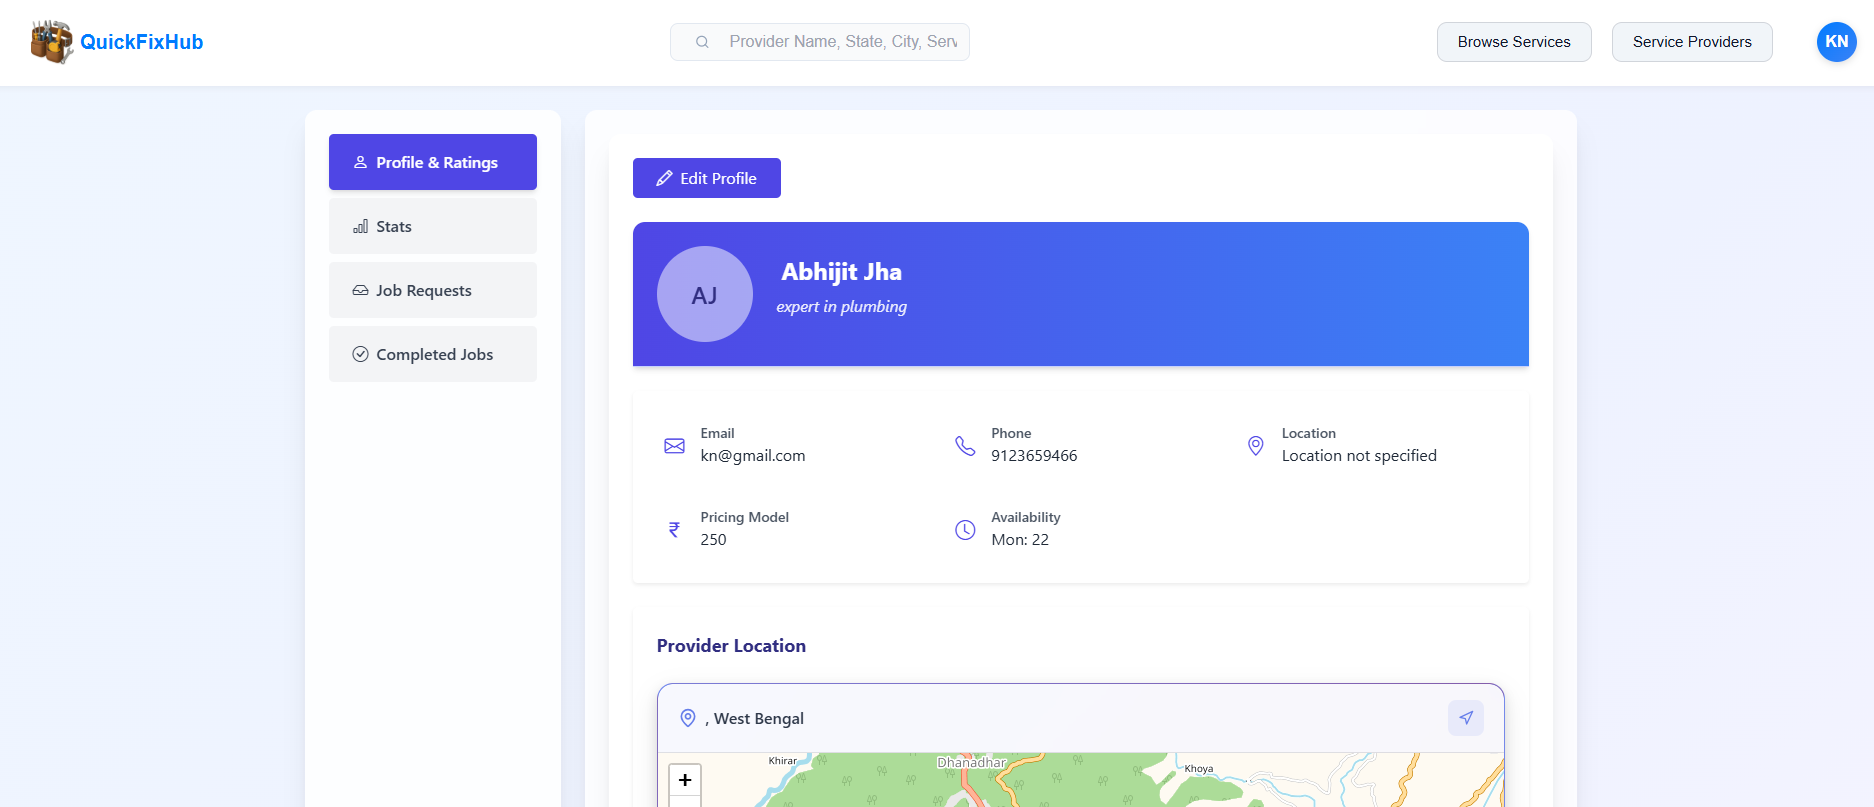 QuickFixHub
Provider Name, State, City, Serv
Browse Services
Service Providers
KN
Profile & Ratings
Stats
Job Requests
Completed Jobs
Edit Profile
AJ
Abhijit Jha
expert in plumbing
Email
kn@gmail.com
Phone
9123659466
Location
Location not specified
₹
Pricing Model
250
Availability
Mon: 22
Provider Location
, West Bengal
+
Khirar
Dhanadhar
Khoya